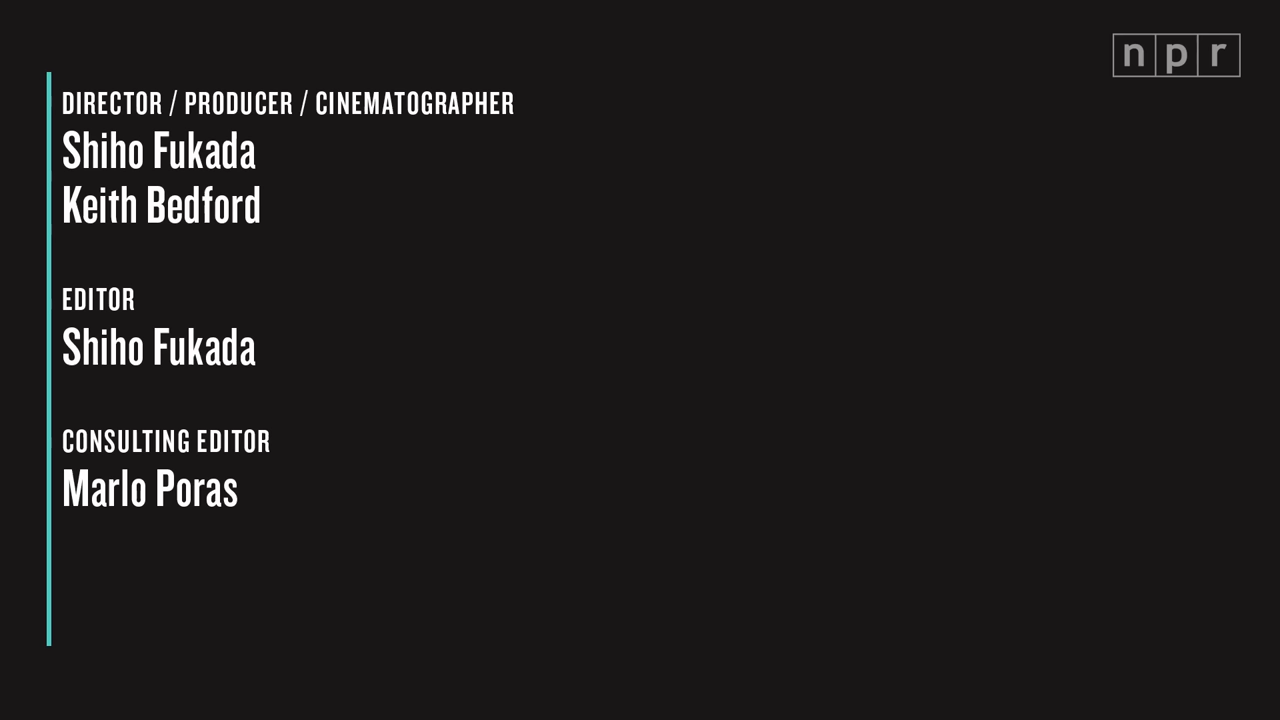 npr
DIRECTOR / PRODUCER / CINEMATOGRAPHER
Shiho Fukada
Keith Bedford
EDITOR
Shiho Fukada
CONSULTING EDITOR
Marlo Poras